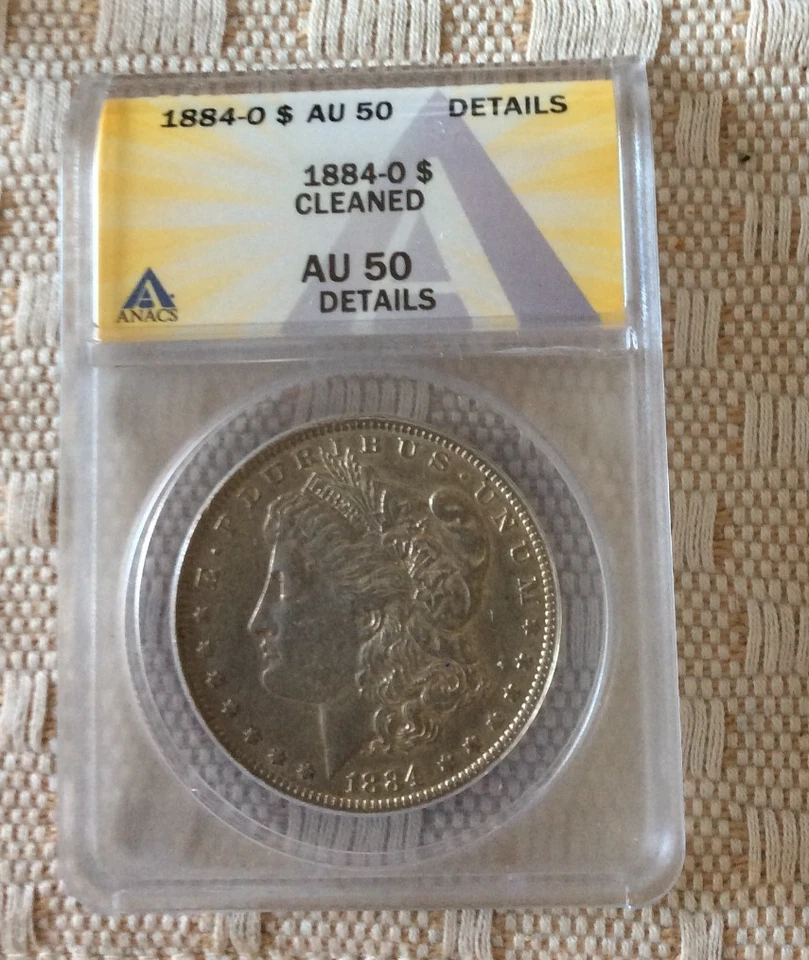 1884-O $ AU 50 DETAILS
1884-O $
CLEANED
AU 50
DETAILS
ANACS
E · PLURIBUS · UNUM
LIBERTY
1884